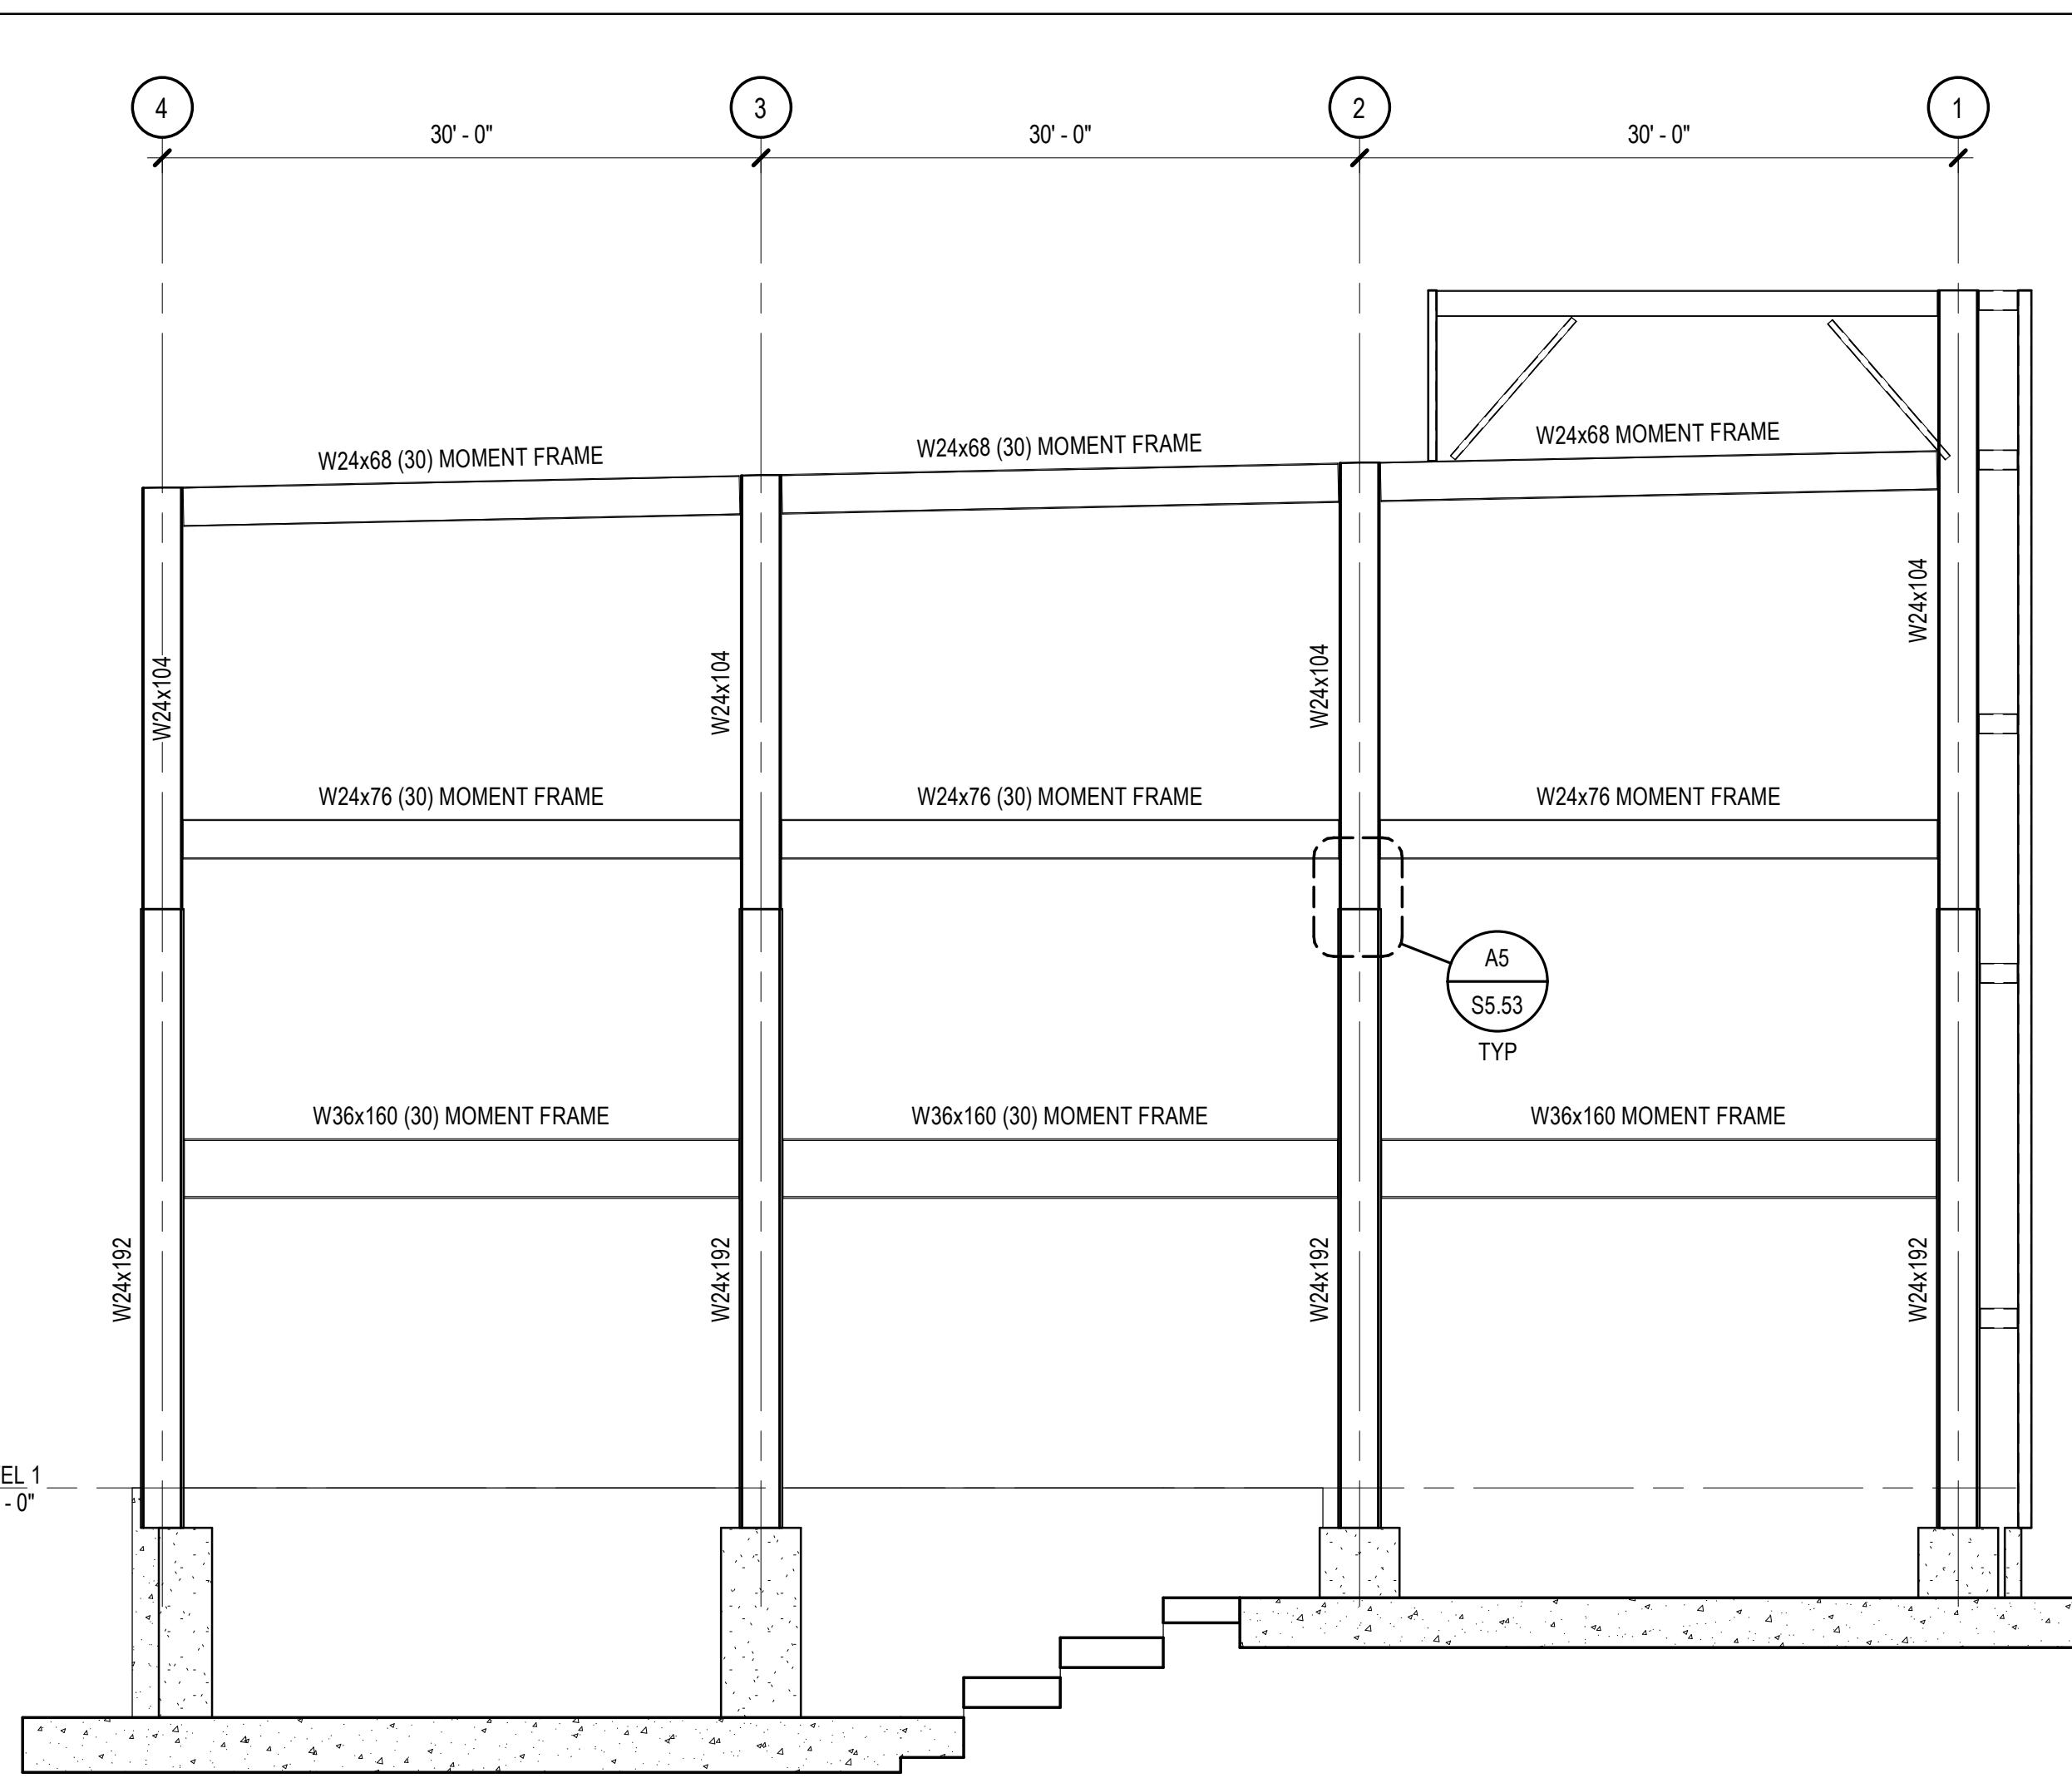 4
3
2
1
30' - 0"
30' - 0"
30' - 0"
W24x68 (30) MOMENT FRAME
W24x68 (30) MOMENT FRAME
W24x68 MOMENT FRAME
W24x104
W24x104
W24x104
W24x104
W24x76 (30) MOMENT FRAME
W24x76 (30) MOMENT FRAME
W24x76 MOMENT FRAME
A5
S5.53
TYP
W36x160 (30) MOMENT FRAME
W36x160 (30) MOMENT FRAME
W36x160 MOMENT FRAME
W24x192
W24x192
W24x192
W24x192
EL 1
- 0"